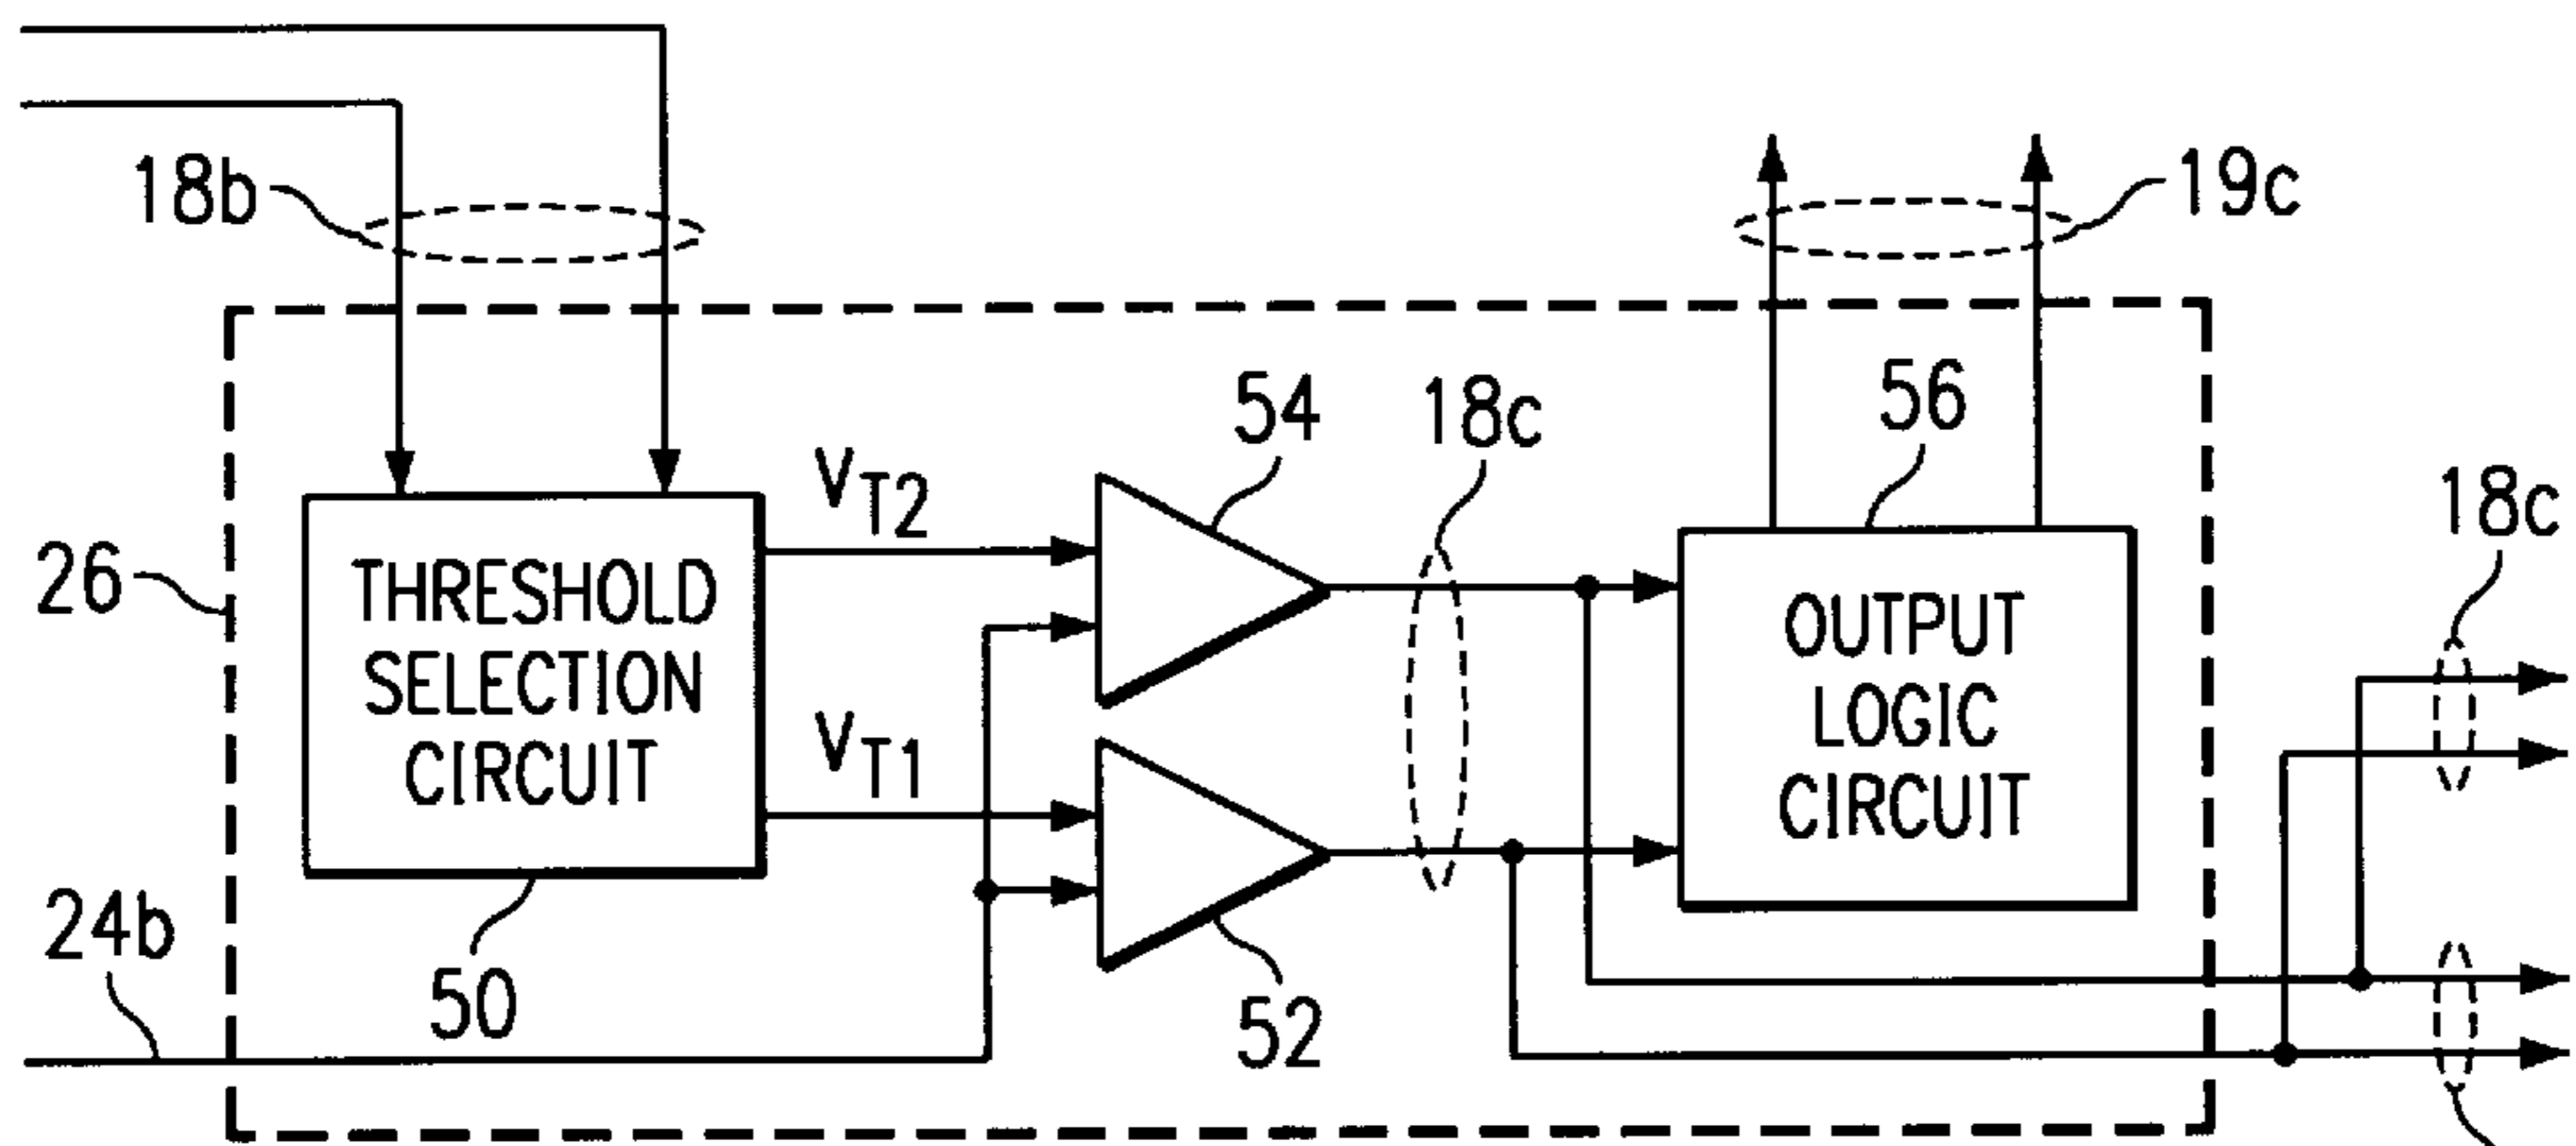 18b
19c
54
18c
56
V_T2
18c
26
THRESHOLD
SELECTION
CIRCUIT
OUTPUT
LOGIC
CIRCUIT
V_T1
24b
50
52